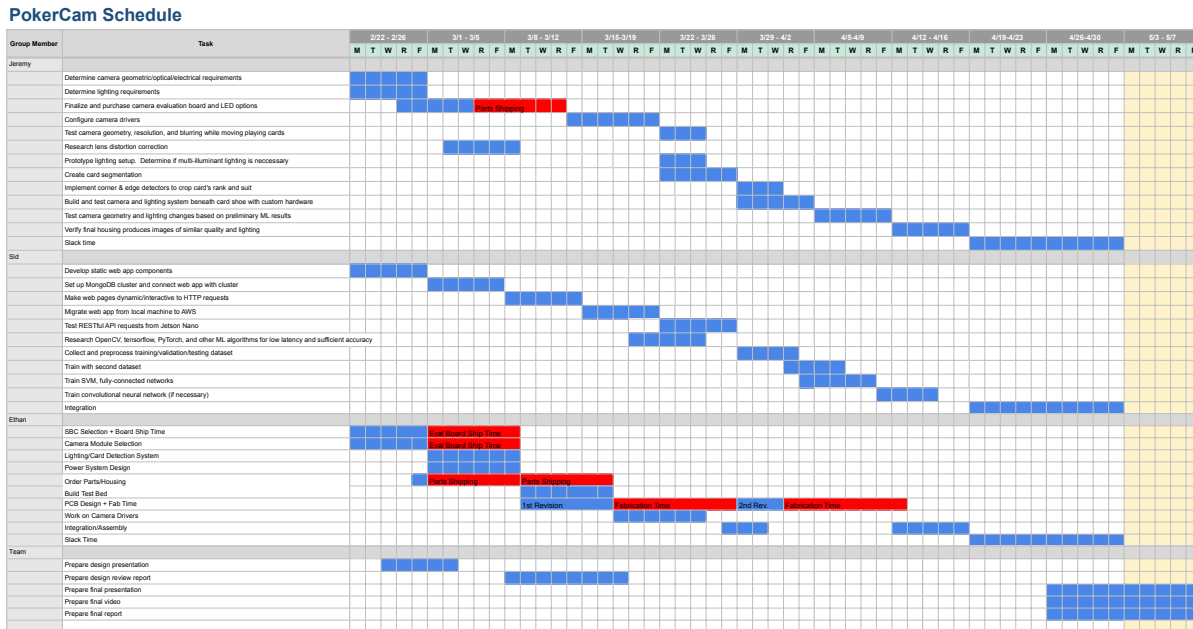 PokerCam Schedule
Group Member Task 2/22 - 2/26 3/1 - 3/5 3/8 - 3/12 3/15-3/19 3/22 - 3/26 3/29 - 4/2 4/5-4/9 4/12 - 4/16 4/19-4/23 4/26-4/30 5/3 - 5/7
M T W R F M T W R F M T W R F M T W R F M T W R F M T W R F M T W R F M T W R F M T W R F M T W R F M T W R
Jeremy
Determine camera geometric/optical/electrical requirements
Determine lighting requirements
Finalize and purchase camera evaluation board and LED options Parts Shipping
Configure camera drivers
Test camera geometry, resolution, and blurring while moving playing cards
Research lens distortion correction
Prototype lighting setup. Determine if multi-illuminant lighting is neccessary
Create card segmentation
Implement corner & edge detectors to crop card's rank and suit
Build and test camera and lighting system beneath card shoe with custom hardware
Test camera geometry and lighting changes based on preliminary ML results
Verify final housing produces images of similar quality and lighting
Slack time
Sid
Develop static web app components
Set up MongoDB cluster and connect web app with cluster
Make web pages dynamic/interactive to HTTP requests
Migrate web app from local machine to AWS
Test RESTful API requests from Jetson Nano
Research OpenCV, tensorflow, PyTorch, and other ML algorithms for low latency and sufficient accuracy
Collect and preprocess training/validation/testing dataset
Train with second dataset
Train SVM, fully-connected networks
Train convolutional neural network (if necessary)
Integration
Ethan
SBC Selection + Board Ship Time Eval Board Ship Time
Camera Module Selection Eval Board Ship Time
Lighting/Card Detection System
Power System Design
Order Parts/Housing Parts Shipping Parts Shipping
Build Test Bed
PCB Design + Fab Time 1st Revision Fabrication Time 2nd Rev. Fabrication Time
Work on Camera Drivers
Integration/Assembly
Slack Time
Team
Prepare design presentation
Prepare design review report
Prepare final presentation
Prepare final video
Prepare final report